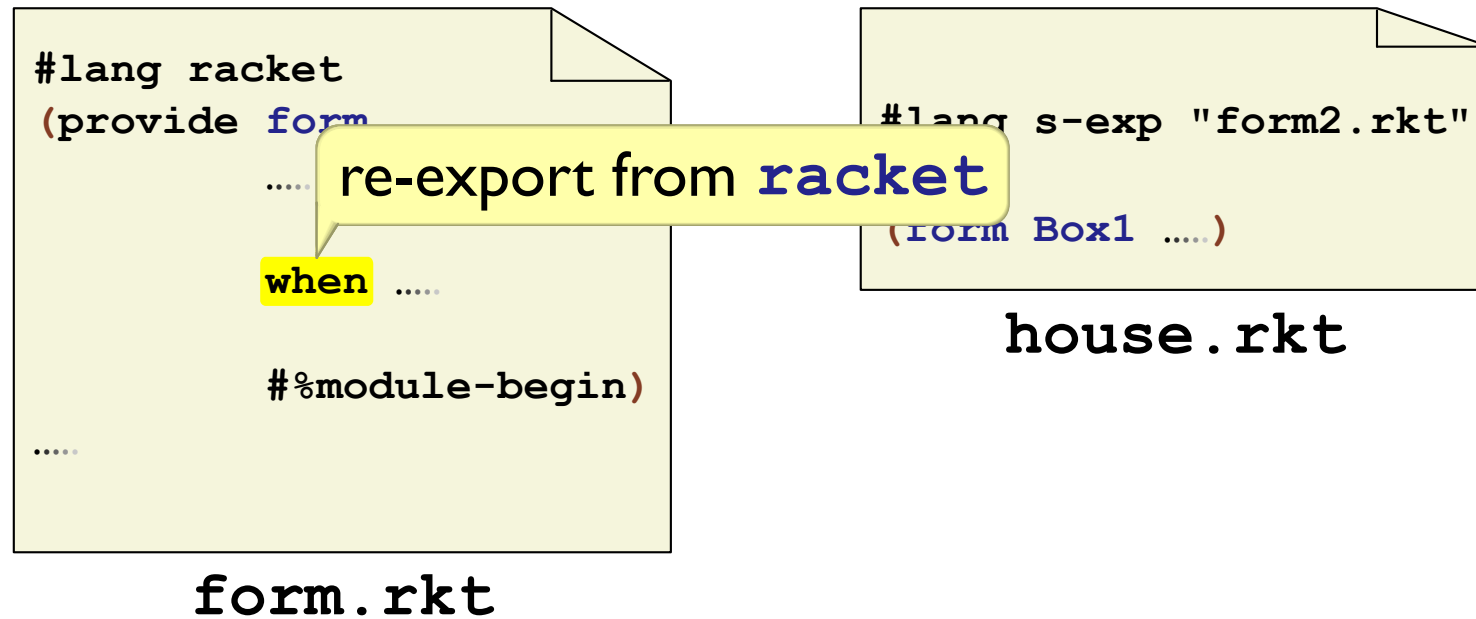 #lang racket
(provide form
.....
re-export from racket
when .....
#%module-begin)
.....
form.rkt
#lang s-exp "form2.rkt"
(form Box1 .....)
house.rkt